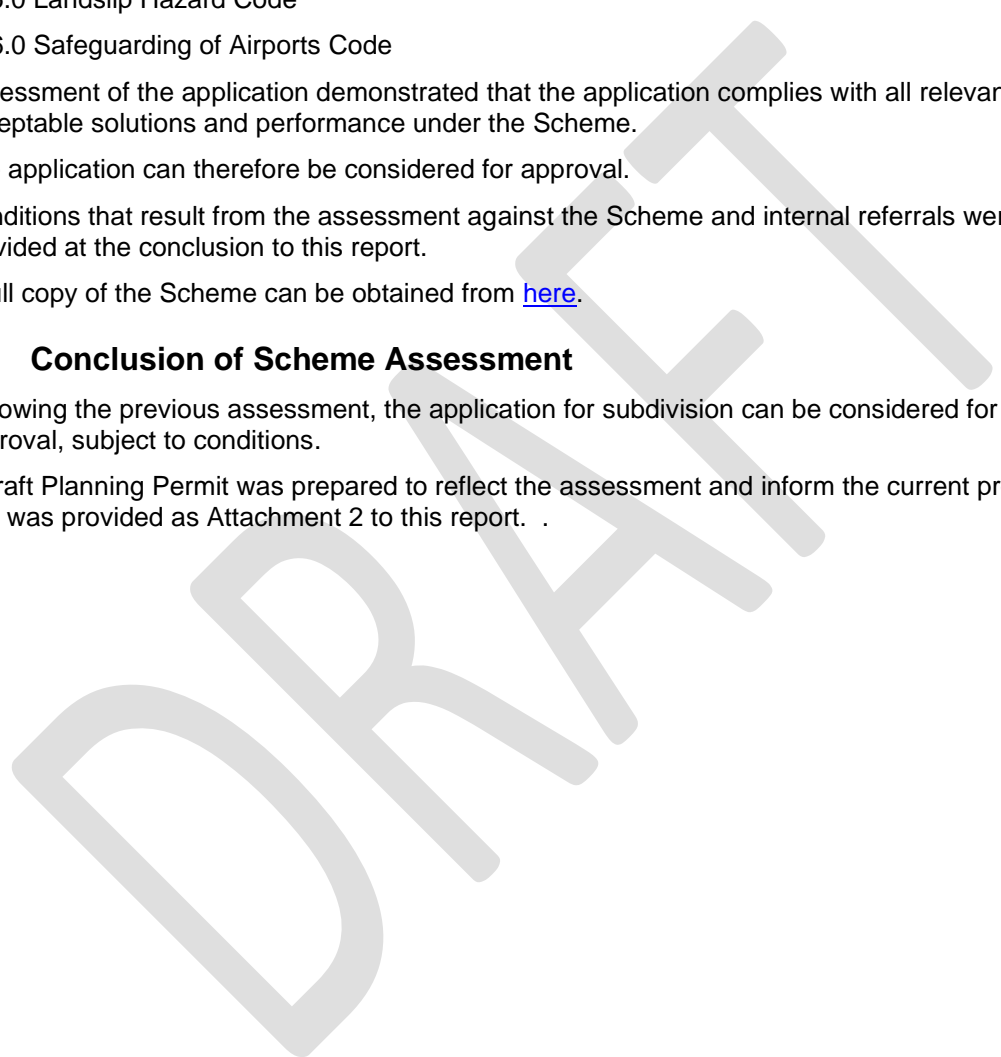 5.0 Landslip Hazard Code
6.0 Safeguarding of Airports Code
essment of the application demonstrated that the application complies with all relevan
eptable solutions and performance under the Scheme.
application can therefore be considered for approval.
nditions that result from the assessment against the Scheme and internal referrals wer
vided at the conclusion to this report.
ull copy of the Scheme can be obtained from here.
Conclusion of Scheme Assessment
owing the previous assessment, the application for subdivision can be considered for
roval, subject to conditions.
raft Planning Permit was prepared to reflect the assessment and inform the current pr
was provided as Attachment 2 to this report.  .
DRAFT